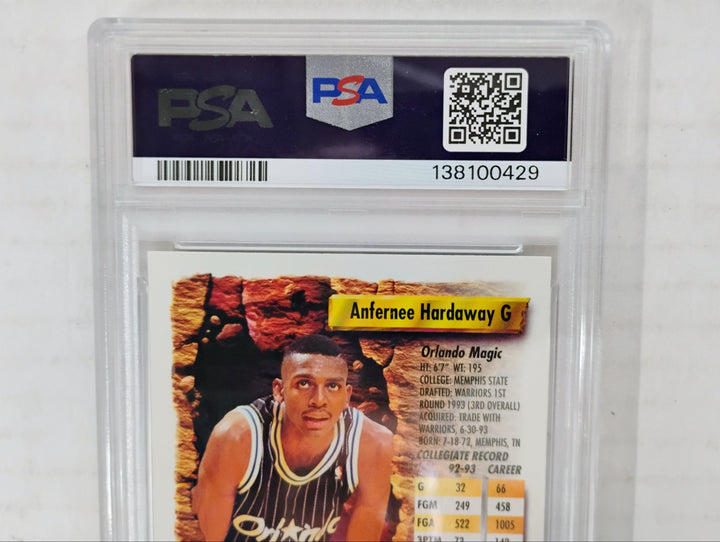 PSA
PSA
138100429
Anfernee Hardaway G
Orlando Magic
HT: 6'7" WT: 195
COLLEGE: MEMPHIS STATE
DRAFTED: WARRIORS 1ST
ROUND 1993 (3RD OVERALL)
ACQUIRED: TRADE WITH
WARRIORS, 6-30-93
BORN: 7-18-72, MEMPHIS, TN
COLLEGIATE RECORD
92-93 CAREER
G 32 66
FGM 249 458
FGA 522 1005
Orlando